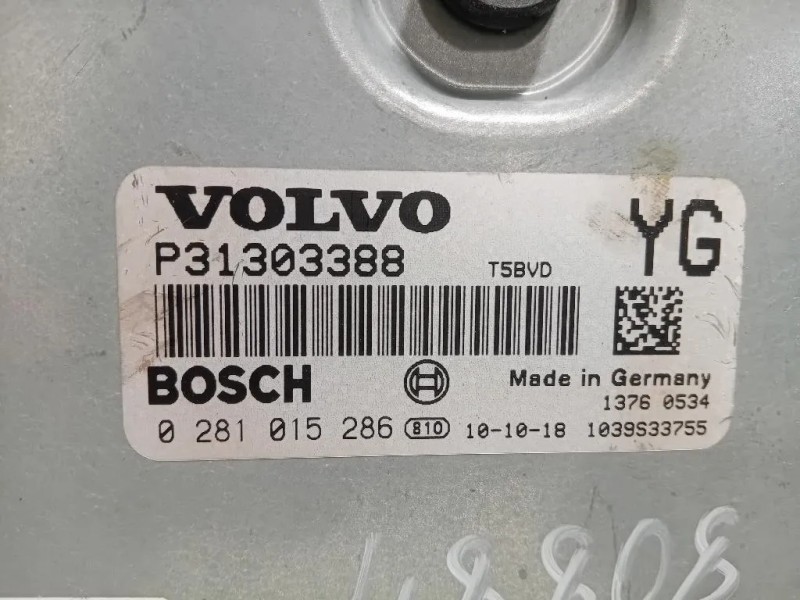 VOLVO
YG
P31303388 T5BVD
BOSCH Made in Germany
1376 0534
0 281 015 286 810 10-10-18 1039S33755